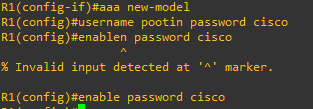 R1(config-if)#aaa new-model
R1(config)#username pootin password cisco
R1(config)#enablen password cisco
^
% Invalid input detected at '^' marker.
R1(config)#enable password cisco
R1(config)#